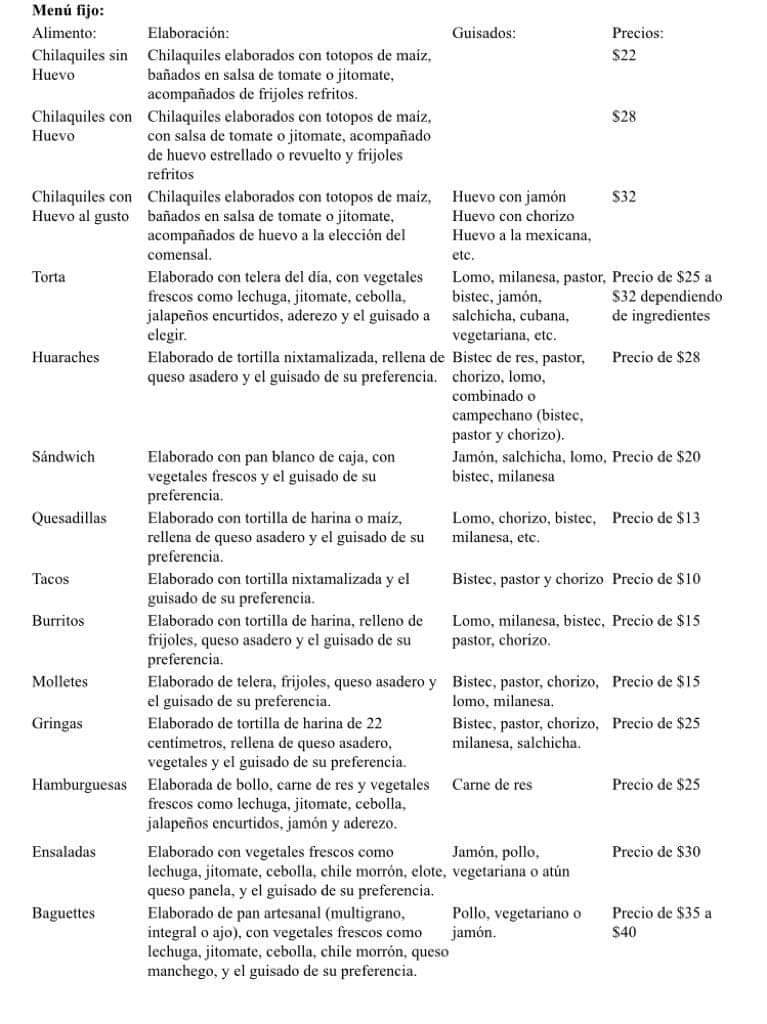 Menú fijo:
Alimento: Elaboración: Guisados: Precios:
Chilaquiles sin Chilaquiles elaborados con totopos de maíz, $22
Huevo bañados en salsa de tomate o jitomate,
acompañados de frijoles refritos.
Chilaquiles con Chilaquiles elaborados con totopos de maíz, $28
Huevo con salsa de tomate o jitomate, acompañado
de huevo estrellado o revuelto y frijoles
refritos
Chilaquiles con Chilaquiles elaborados con totopos de maíz, Huevo con jamón $32
Huevo al gusto bañados en salsa de tomate o jitomate, Huevo con chorizo
acompañados de huevo a la elección del Huevo a la mexicana,
comensal. etc.
Torta Elaborado con telera del día, con vegetales Lomo, milanesa, pastor, Precio de $25 a
frescos como lechuga, jitomate, cebolla, bistec, jamón, $32 dependiendo
jalapeños encurtidos, aderezo y el guisado a salchicha, cubana, de ingredientes
elegir. vegetariana, etc.
Huaraches Elaborado de tortilla nixtamalizada, rellena de Bistec de res, pastor, Precio de $28
queso asadero y el guisado de su preferencia. chorizo, lomo,
combinado o
campechano (bistec,
pastor y chorizo).
Sándwich Elaborado con pan blanco de caja, con Jamón, salchicha, lomo, Precio de $20
vegetales frescos y el guisado de su bistec, milanesa
preferencia.
Quesadillas Elaborado con tortilla de harina o maíz, Lomo, chorizo, bistec, Precio de $13
rellena de queso asadero y el guisado de su milanesa, etc.
preferencia.
Tacos Elaborado con tortilla nixtamalizada y el Bistec, pastor y chorizo Precio de $10
guisado de su preferencia.
Burritos Elaborado con tortilla de harina, relleno de Lomo, milanesa, bistec, Precio de $15
frijoles, queso asadero y el guisado de su pastor, chorizo.
preferencia.
Molletes Elaborado de telera, frijoles, queso asadero y Bistec, pastor, chorizo, Precio de $15
el guisado de su preferencia. lomo, milanesa.
Gringas Elaborado de tortilla de harina de 22 Bistec, pastor, chorizo, Precio de $25
centímetros, rellena de queso asadero, milanesa, salchicha.
vegetales y el guisado de su preferencia.
Hamburguesas Elaborada de bollo, carne de res y vegetales Carne de res Precio de $25
frescos como lechuga, jitomate, cebolla,
jalapeños encurtidos, jamón y aderezo.
Ensaladas Elaborado con vegetales frescos como Jamón, pollo, Precio de $30
lechuga, jitomate, cebolla, chile morrón, elote, vegetariana o atún
queso panela, y el guisado de su preferencia.
Baguettes Elaborado de pan artesanal (multigrano, Pollo, vegetariano o Precio de $35 a
integral o ajo), con vegetales frescos como jamón. $40
lechuga, jitomate, cebolla, chile morrón, queso
manchego, y el guisado de su preferencia.